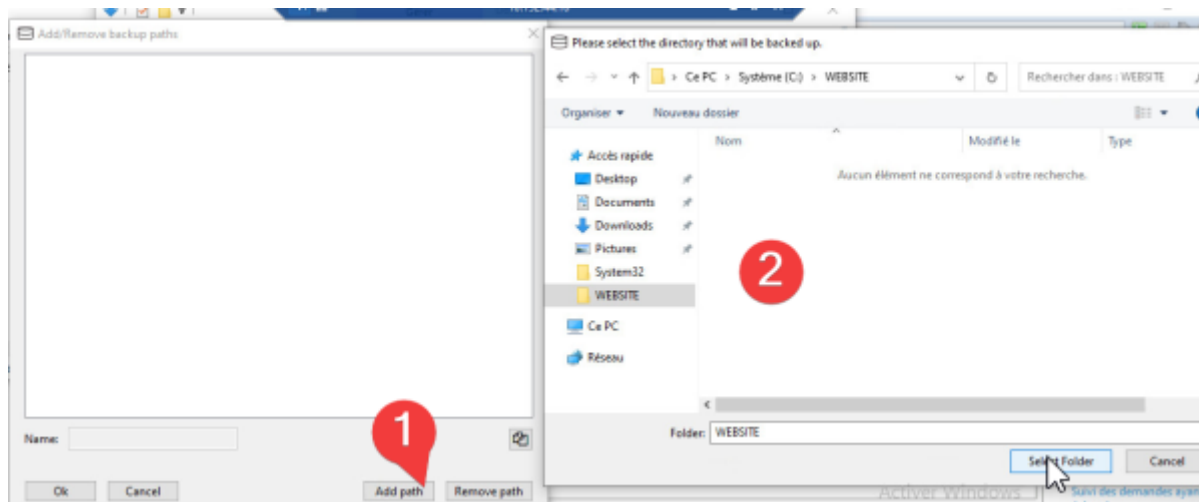 Add/Remove backup paths
Name:
1
Ok
Cancel
Add path
Remove path
Please select the directory that will be backed up.
Ce PC > Système (C:) > WEBSITE
Rechercher dans : WEBSITE
Organiser
Nouveau dossier
Nom
Modifié le
Type
Aucun élément ne correspond à votre recherche.
Accès rapide
Desktop
Documents
Downloads
Pictures
System32
WEBSITE
Ce PC
Réseau
2
Folder: WEBSITE
Select Folder
Cancel
Activer Windows
Suivi des demandes